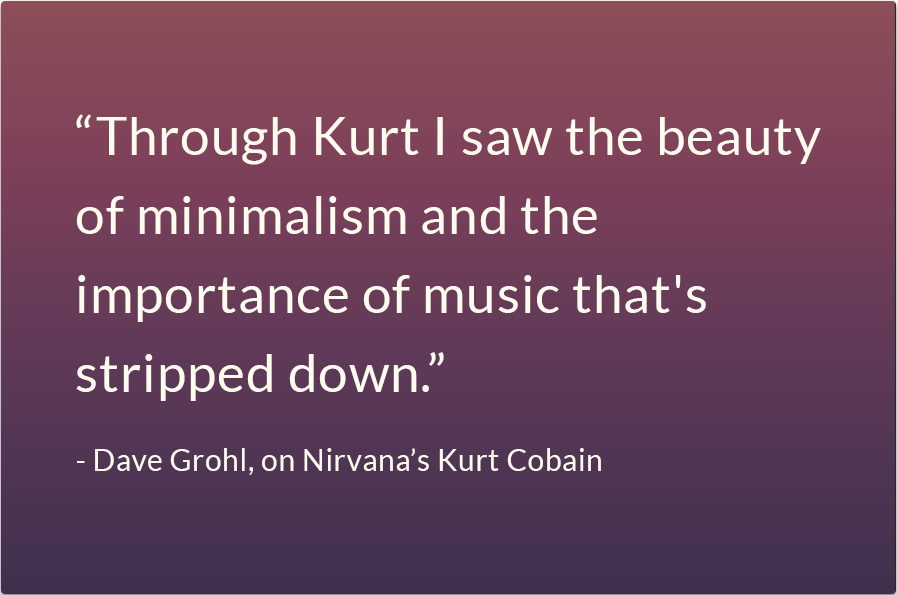 “Through Kurt I saw the beauty
of minimalism and the
importance of music that's
stripped down.”
- Dave Grohl, on Nirvana’s Kurt Cobain